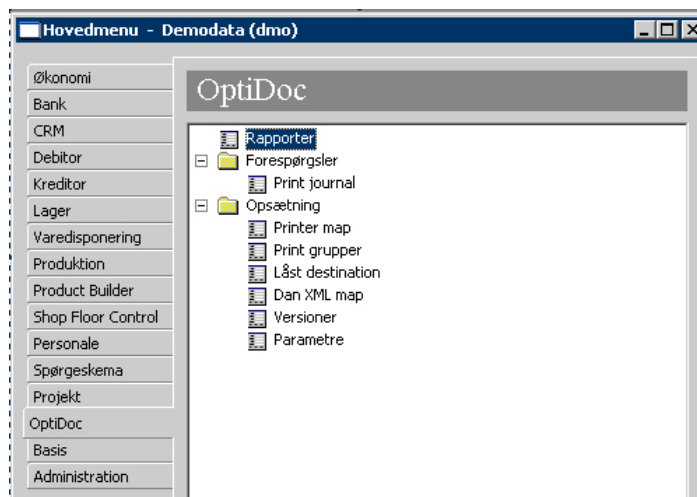 Hovedmenu - Demodata (dmo)
Økonomi
Bank
CRM
Debitor
Kreditor
Lager
Varedisponering
Produktion
Product Builder
Shop Floor Control
Personale
Spørgeskema
Projekt
OptiDoc
Basis
Administration
OptiDoc
Rapporter
Forespørgsler
Print journal
Opsætning
Printer map
Print grupper
Låst destination
Dan XML map
Versioner
Parametre